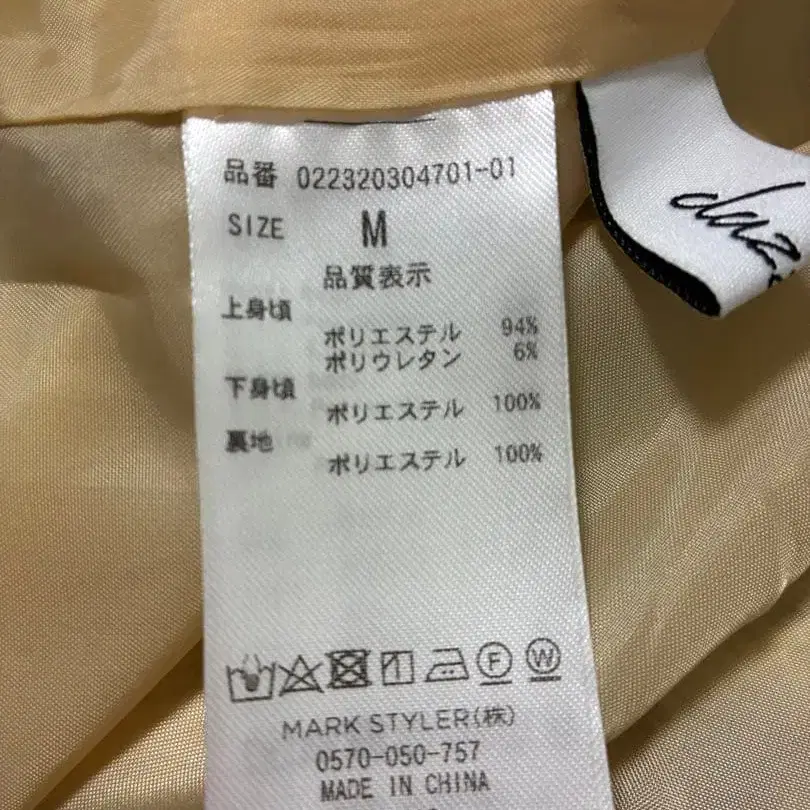 品番 022320304701-01
SIZE M
品質表示
上身頃
ポリエステル 94%
ポリウレタン 6%
下身頃
ポリエステル 100%
裏地
ポリエステル 100%
F W
MARK STYLER(株)
0570-050-757
MADE IN CHINA
daz